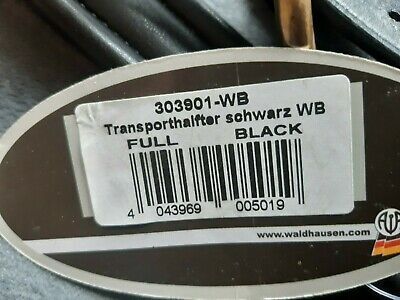 303901-WB
Transporthalfter schwarz WB
FULL BLACK
4 043969 005019
www.waldhausen.com